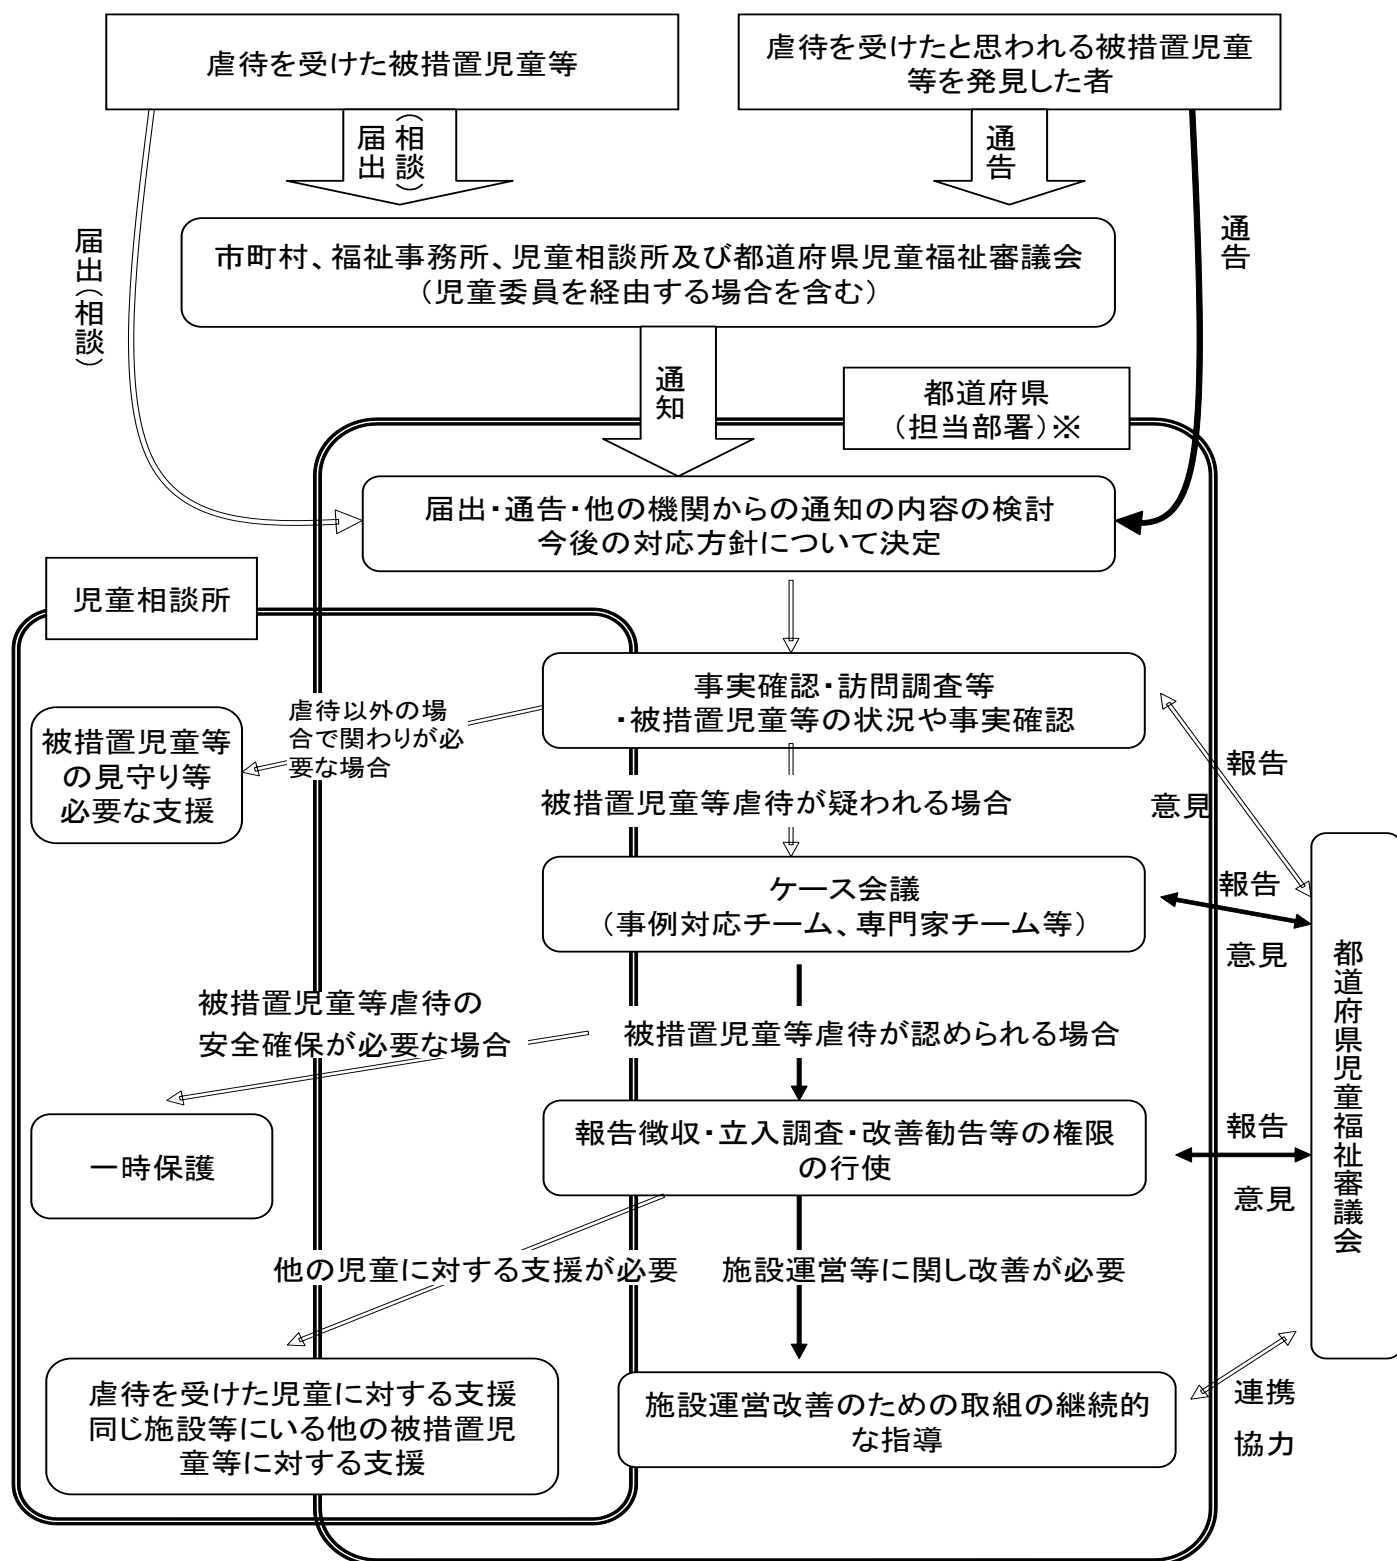 虐待を受けた被措置児童等
虐待を受けたと思われる被措置児童
等を発見した者
届出
(相談)
通告
届出(相談)
通告
市町村、福祉事務所、児童相談所及び都道府県児童福祉審議会
(児童委員を経由する場合を含む)
通知
都道府県
(担当部署)※
届出・通告・他の機関からの通知の内容の検討
今後の対応方針について決定
児童相談所
事実確認・訪問調査等
・被措置児童等の状況や事実確認
虐待以外の場
合で関わりが必
要な場合
被措置児童等
の見守り等
必要な支援
報告
意見
被措置児童等虐待が疑われる場合
ケース会議
(事例対応チーム、専門家チーム等)
報告
意見
都道府県児童福祉審議会
被措置児童等虐待の
安全確保が必要な場合
被措置児童等虐待が認められる場合
一時保護
報告徴収・立入調査・改善勧告等の権限
の行使
報告
意見
他の児童に対する支援が必要
施設運営等に関し改善が必要
虐待を受けた児童に対する支援
同じ施設等にいる他の被措置児
童等に対する支援
施設運営改善のための取組の継続的
な指導
連携
協力